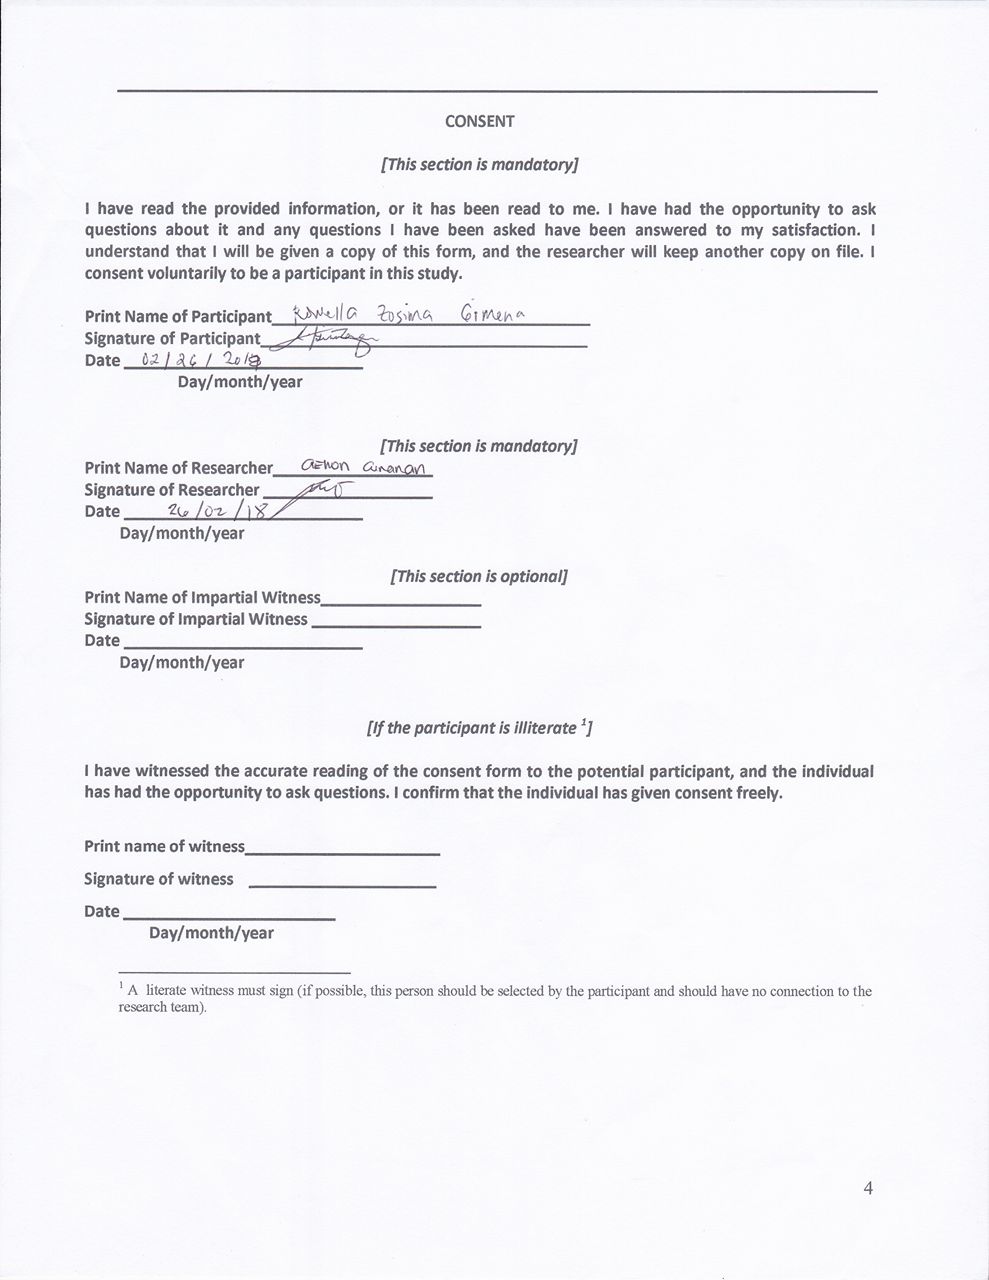 CONSENT
[This section is mandatory]
I have read the provided information, or it has been read to me. I have had the opportunity to ask
questions about it and any questions I have been asked have been answered to my satisfaction. I
understand that I will be given a copy of this form, and the researcher will keep another copy on file. I
consent voluntarily to be a participant in this study.
Print Name of Participant Zosima Gimena
Signature of Participant
Date 02/26/2018
Day/month/year
[This section is mandatory]
Print Name of Researcher
Signature of Researcher
Date 26/02/18
Day/month/year
[This section is optional]
Print Name of Impartial Witness
Signature of Impartial Witness
Date
Day/month/year
[If the participant is illiterate 1]
I have witnessed the accurate reading of the consent form to the potential participant, and the individual
has had the opportunity to ask questions. I confirm that the individual has given consent freely.
Print name of witness
Signature of witness
Date
Day/month/year
1 A literate witness must sign (if possible, this person should be selected by the participant and should have no connection to the
research team).
4